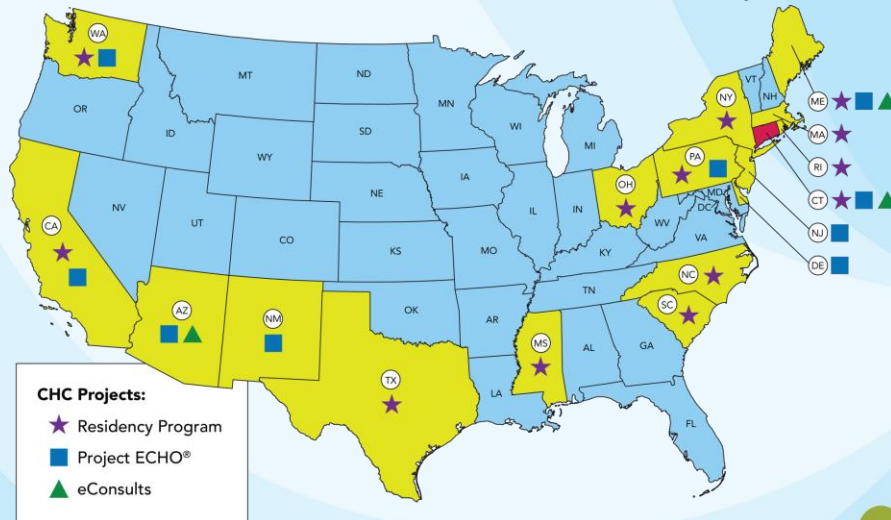 WA
MT
ND
MN
OR
ID
SD
WI
MI
WY
IA
NE
NV
UT
CO
IL
IN
OH
PA
NY
VT
NH
ME
MA
RI
CT
NJ
DE
MD
DC
WV
VA
CA
KS
MO
KY
NC
TN
SC
AZ
NM
OK
AR
MS
AL
GA
TX
LA
FL
CHC Projects:
Residency Program
Project ECHO®
eConsults